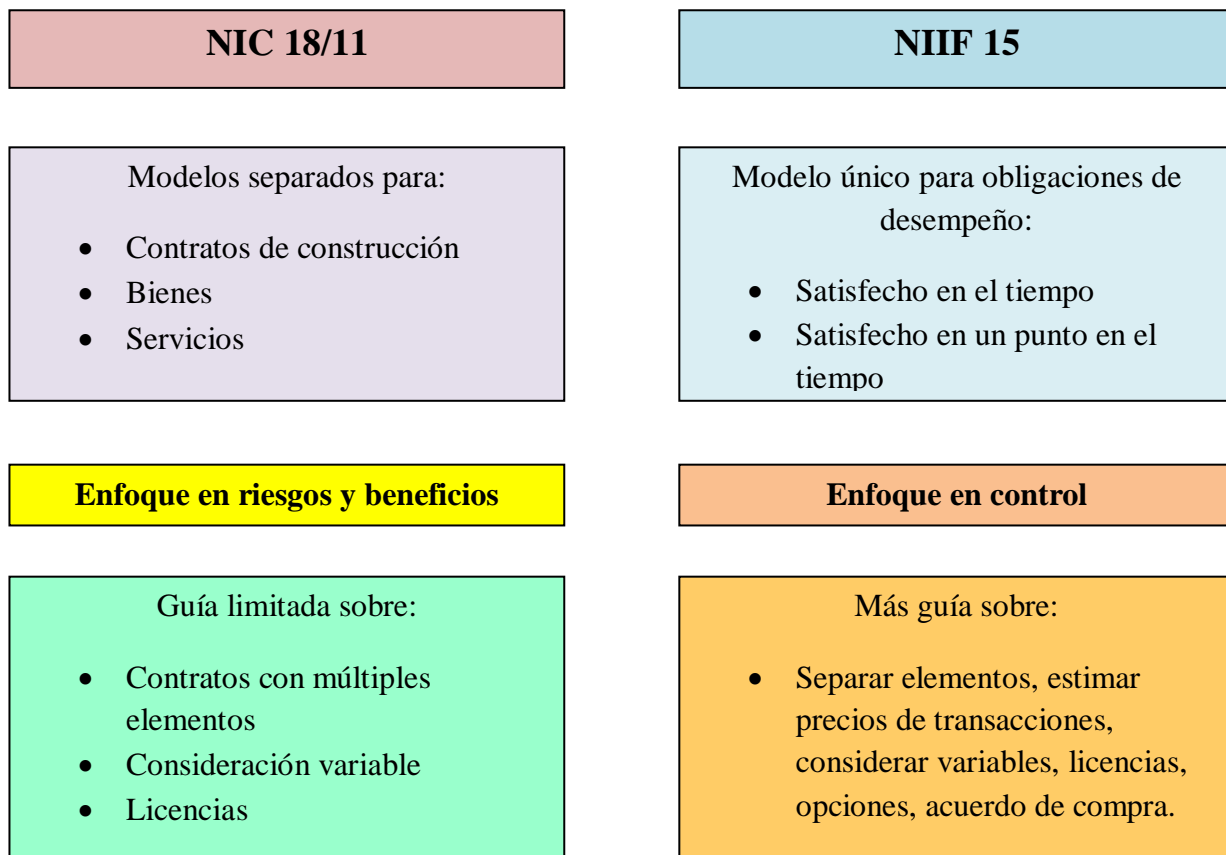 NIC 18/11
NIIF 15
Modelos separados para:
• Contratos de construcción
• Bienes
• Servicios
Modelo único para obligaciones de
desempeño:
• Satisfecho en el tiempo
• Satisfecho en un punto en el
tiempo
Enfoque en riesgos y beneficios
Enfoque en control
Guía limitada sobre:
• Contratos con múltiples
elementos
• Consideración variable
• Licencias
Más guía sobre:
• Separar elementos, estimar
precios de transacciones,
considerar variables, licencias,
opciones, acuerdo de compra.